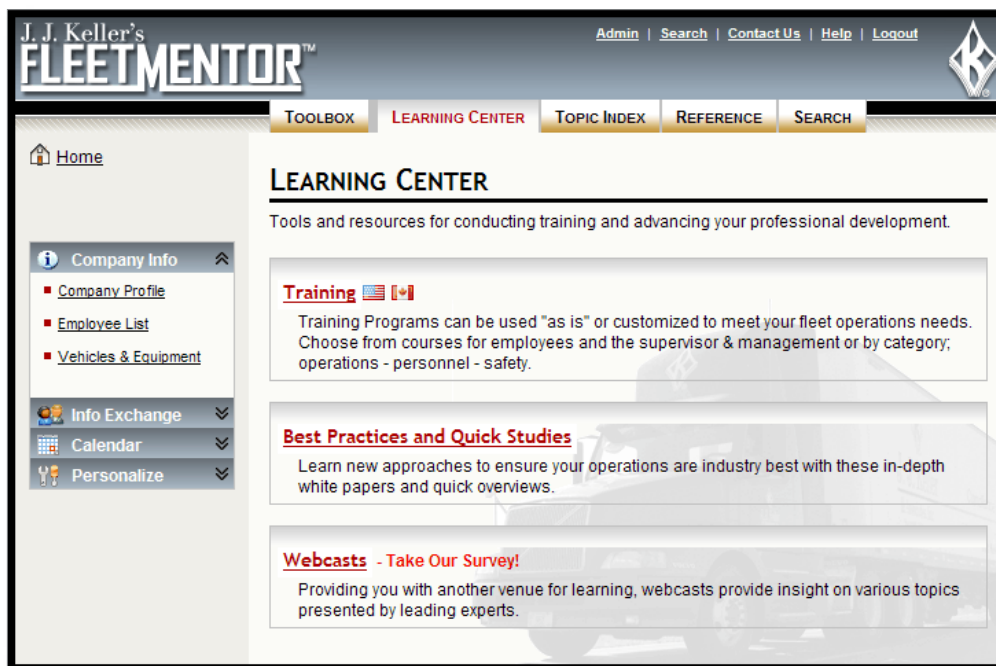 J. J. Keller's
FLEETMENTOR™
Admin | Search | Contact Us | Help | Logout
K
®
TOOLBOX LEARNING CENTER TOPIC INDEX REFERENCE SEARCH
Home
LEARNING CENTER
Tools and resources for conducting training and advancing your professional development.
Company Info
Company Profile
Employee List
Vehicles & Equipment
Info Exchange
Calendar
Personalize
Training
Training Programs can be used "as is" or customized to meet your fleet operations needs.
Choose from courses for employees and the supervisor & management or by category;
operations - personnel - safety.
Best Practices and Quick Studies
Learn new approaches to ensure your operations are industry best with these in-depth
white papers and quick overviews.
Webcasts - Take Our Survey!
Providing you with another venue for learning, webcasts provide insight on various topics
presented by leading experts.